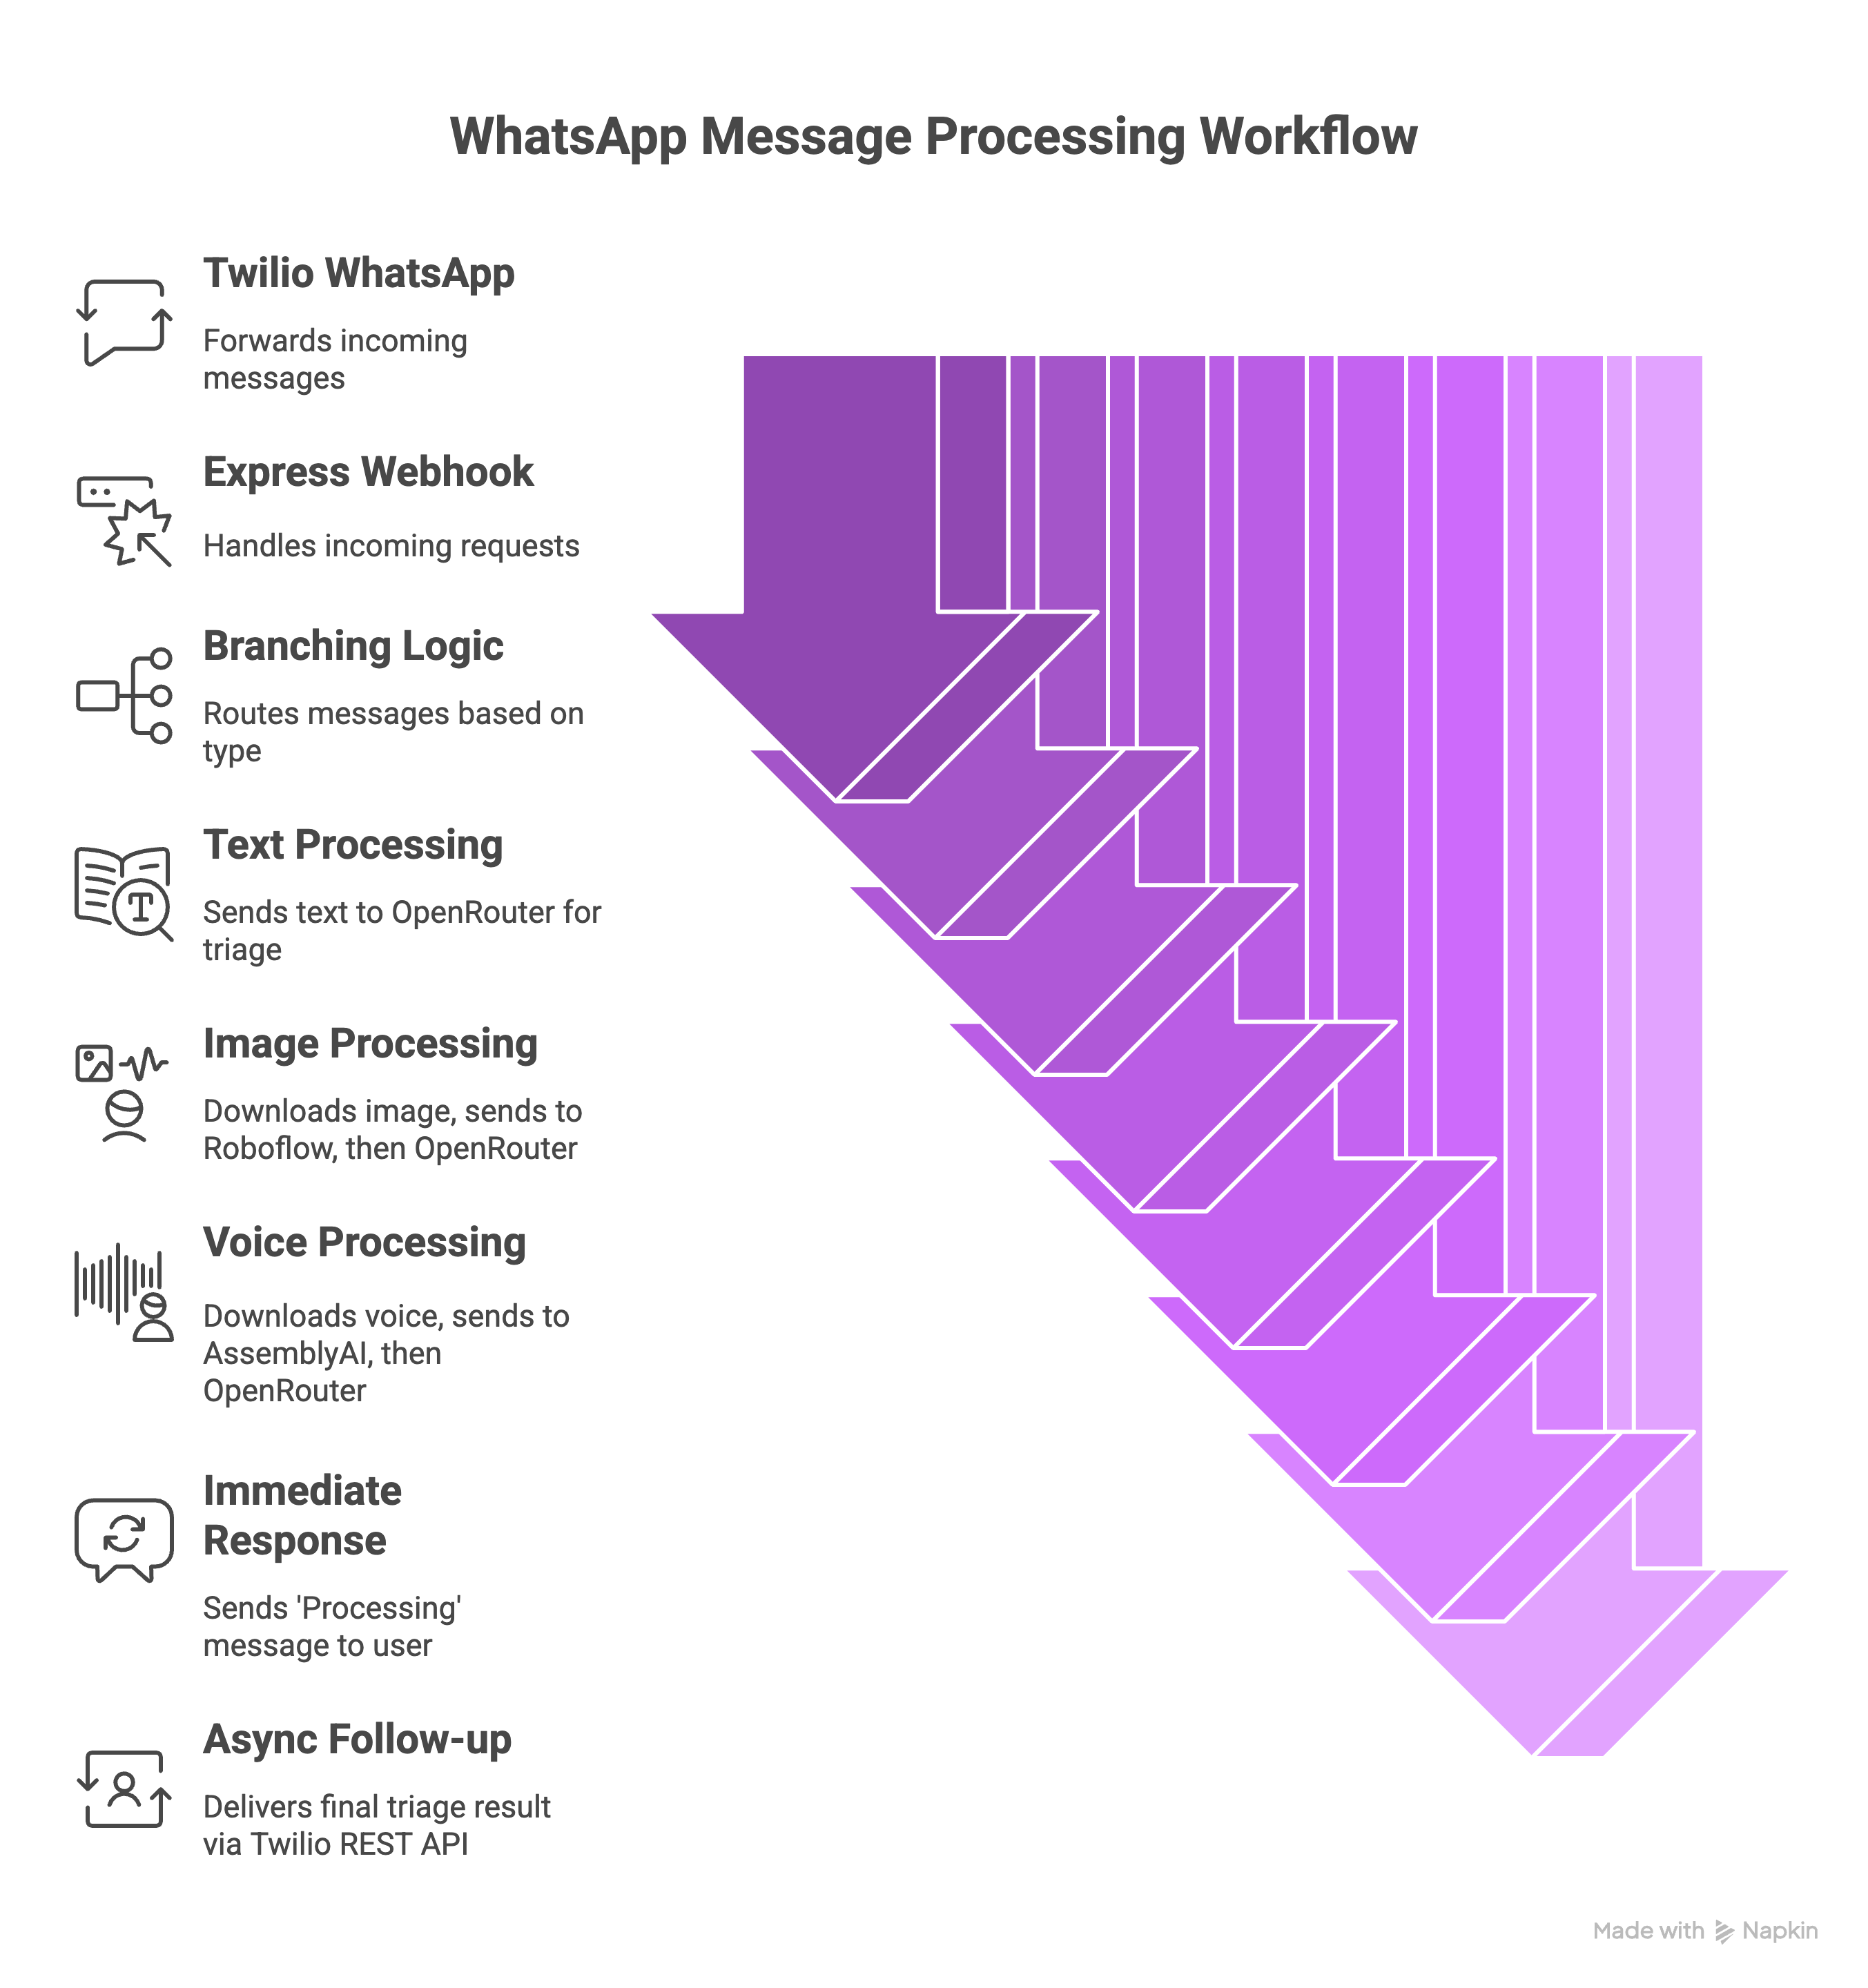 WhatsApp Message Processing Workflow
Twilio WhatsApp
Forwards incoming
messages
Express Webhook
Handles incoming requests
Branching Logic
Routes messages based on
type
Text Processing
Sends text to OpenRouter for
triage
T
Image Processing
Downloads image, sends to
Roboflow, then OpenRouter
Voice Processing
Downloads voice, sends to
AssemblyAI, then
OpenRouter
Immediate
Response
Sends 'Processing'
message to user
Async Follow-up
Delivers final triage result
via Twilio REST API
Made with Napkin